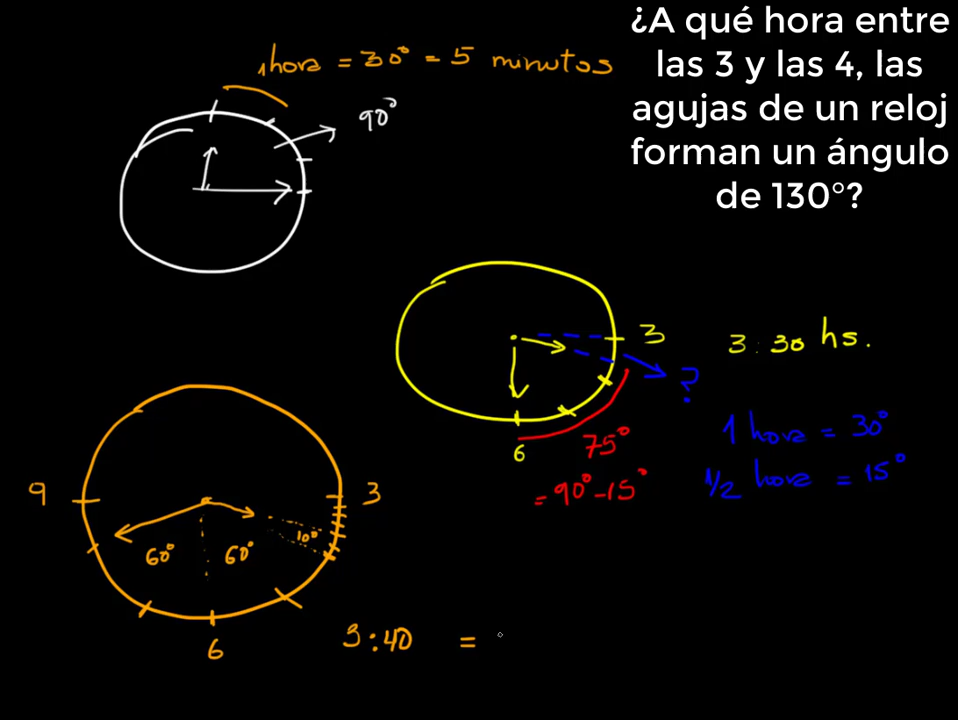 ¿A qué hora entre
las 3 y las 4, las
agujas de un reloj
forman un ángulo
de 130°?
1 hora = 30° = 5 minutos
90°
3
3:30 hs.
?
6
75°
= 90° - 15°
1 hora = 30°
1/2 hora = 15°
9
3
60°
60°
10°
6
3:40 =